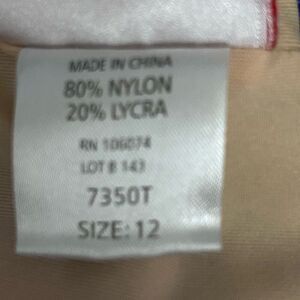 MADE IN CHINA
80% NYLON
20% LYCRA
RN 106074
LOT # 143
7350T
SIZE: 12